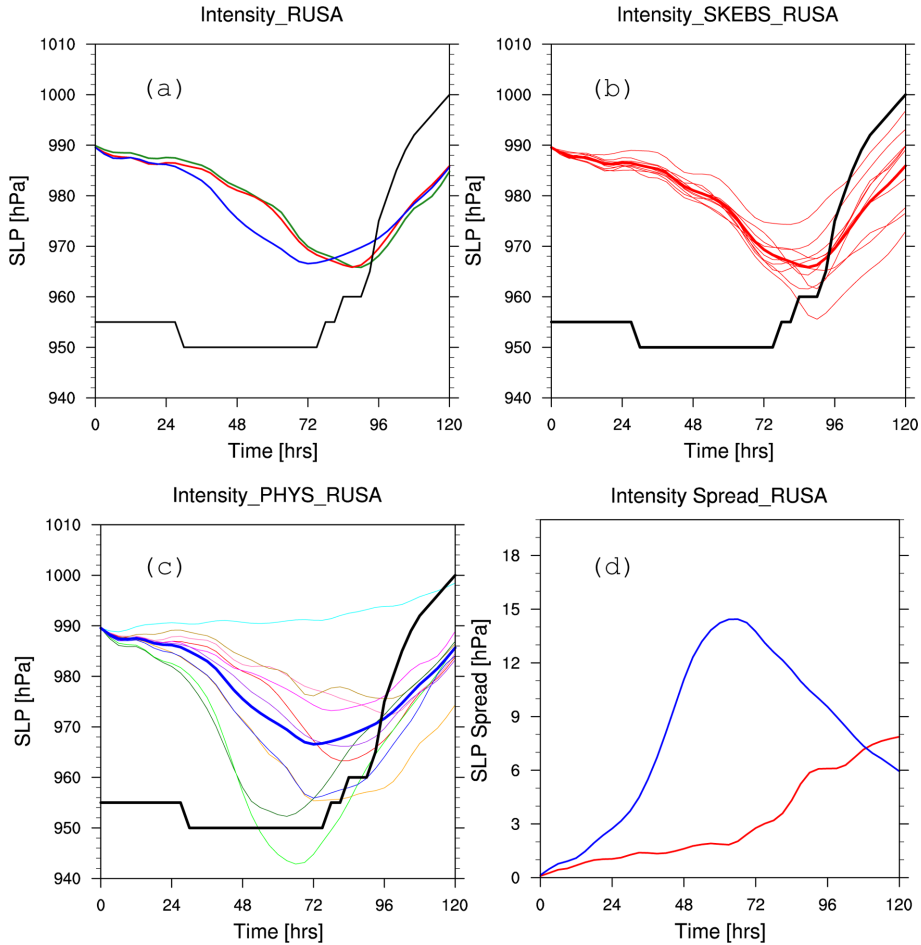 Intensity_RUSA
1010
1000
990
980
970
960
950
940
SLP [hPa]
(a)
0 24 48 72 96 120
Time [hrs]
Intensity_SKEBS_RUSA
1010
1000
990
980
970
960
950
940
SLP [hPa]
(b)
0 24 48 72 96 120
Time [hrs]
Intensity_PHYS_RUSA
1010
1000
990
980
970
960
950
940
SLP [hPa]
(c)
0 24 48 72 96 120
Time [hrs]
Intensity Spread_RUSA
18
15
12
9
6
3
0
SLP Spread [hPa]
(d)
0 24 48 72 96 120
Time [hrs]